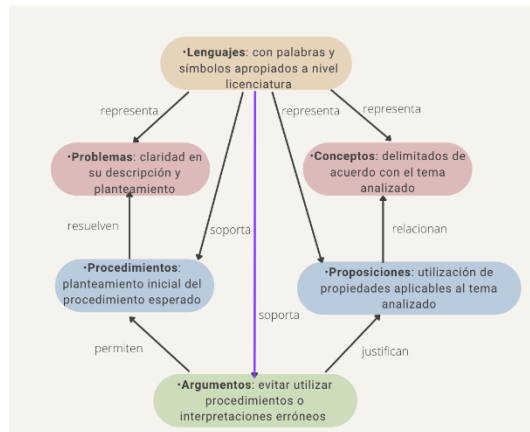 •Lenguajes: con palabras y
símbolos apropiados a nivel
licenciatura
representa
representa
representa
•Problemas: claridad en
su descripción y
planteamiento
•Conceptos: delimitados de
acuerdo con el tema
analizado
resuelven
soporta
relacionan
•Procedimientos:
planteamiento inicial del
procedimiento esperado
•Proposiciones: utilización de
propiedades aplicables al tema
analizado
soporta
permiten
justifican
•Argumentos: evitar utilizar
procedimientos o
interpretaciones erróneos